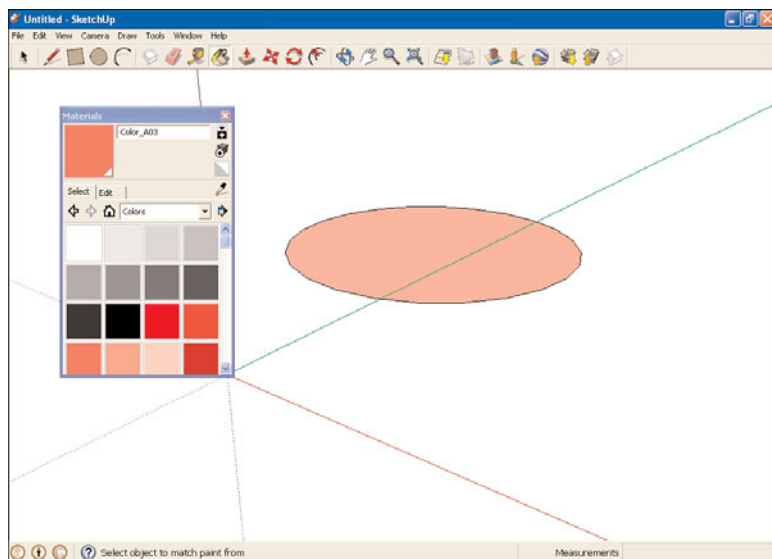 Untitled - SketchUp
File Edit View Camera Draw Tools Window Help
Materials
Color_A03
Select Edit
Colors
Select object to match paint from
Measurements